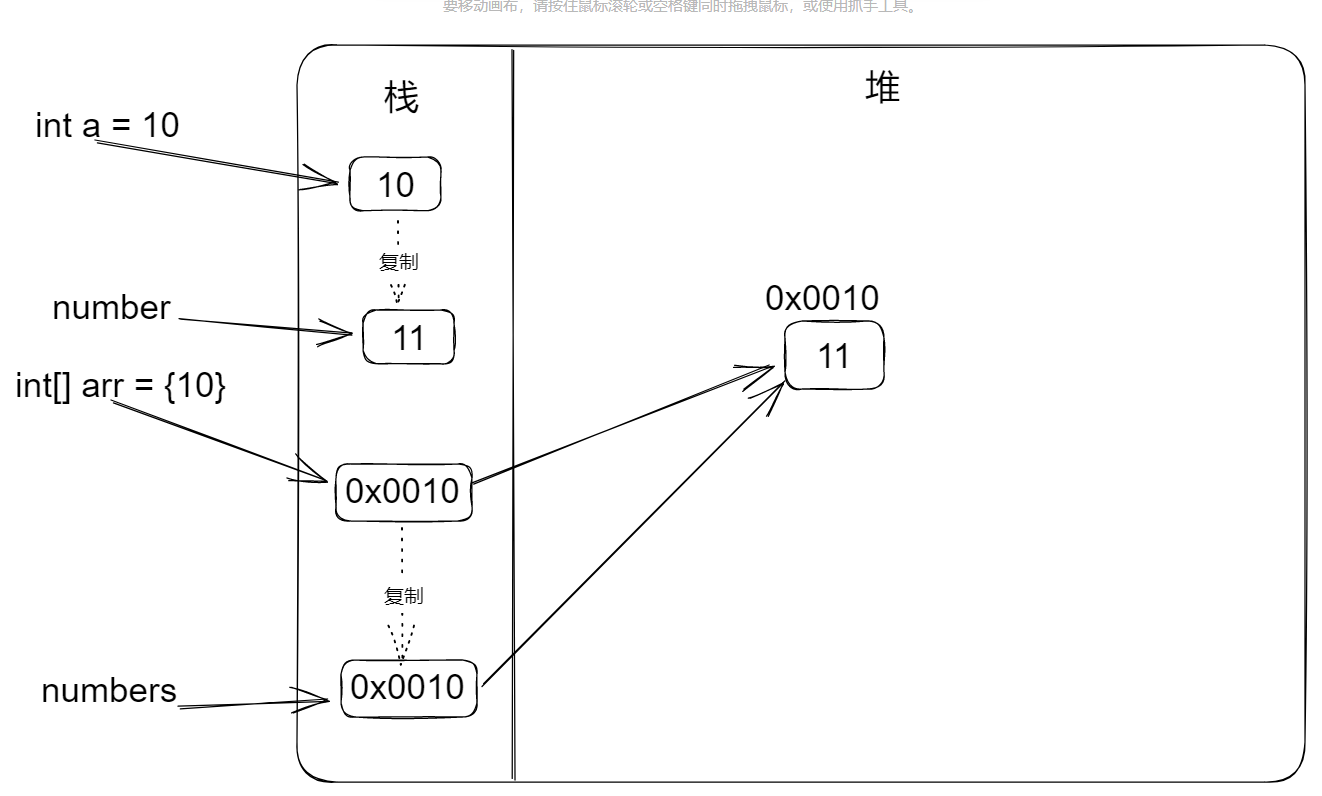 要移动画布，请按住鼠标滚轮或空格键同时拖拽鼠标，或使用抓手工具。
栈
堆
int a = 10
10
复制
number
11
0x0010
11
int[] arr = {10}
0x0010
复制
numbers
0x0010